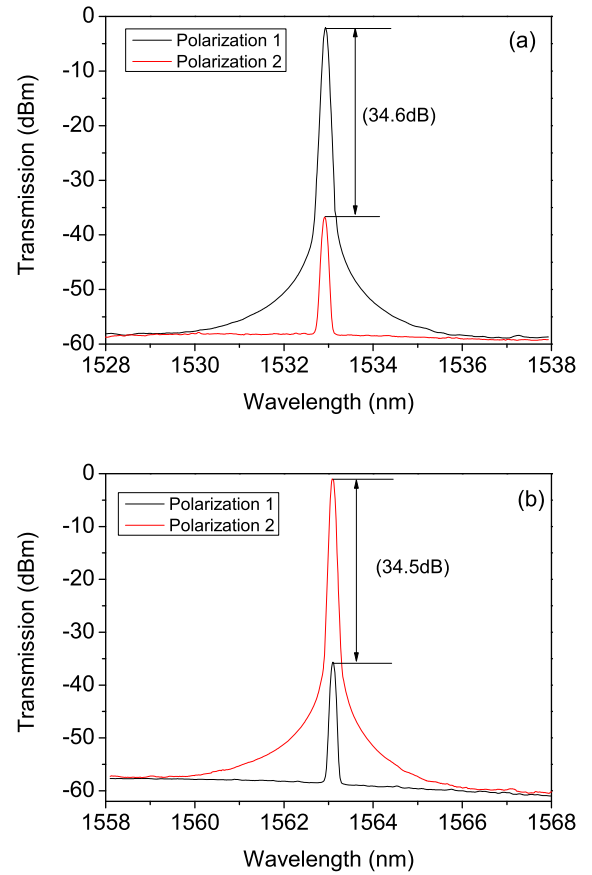 0
-10
-20
-30
-40
-50
-60
Transmission (dBm)
Polarization 1
Polarization 2
(a)
(34.6dB)
1528 1530 1532 1534 1536 1538
Wavelength (nm)
0
-10
-20
-30
-40
-50
-60
Transmission (dBm)
Polarization 1
Polarization 2
(b)
(34.5dB)
1558 1560 1562 1564 1566 1568
Wavelength (nm)